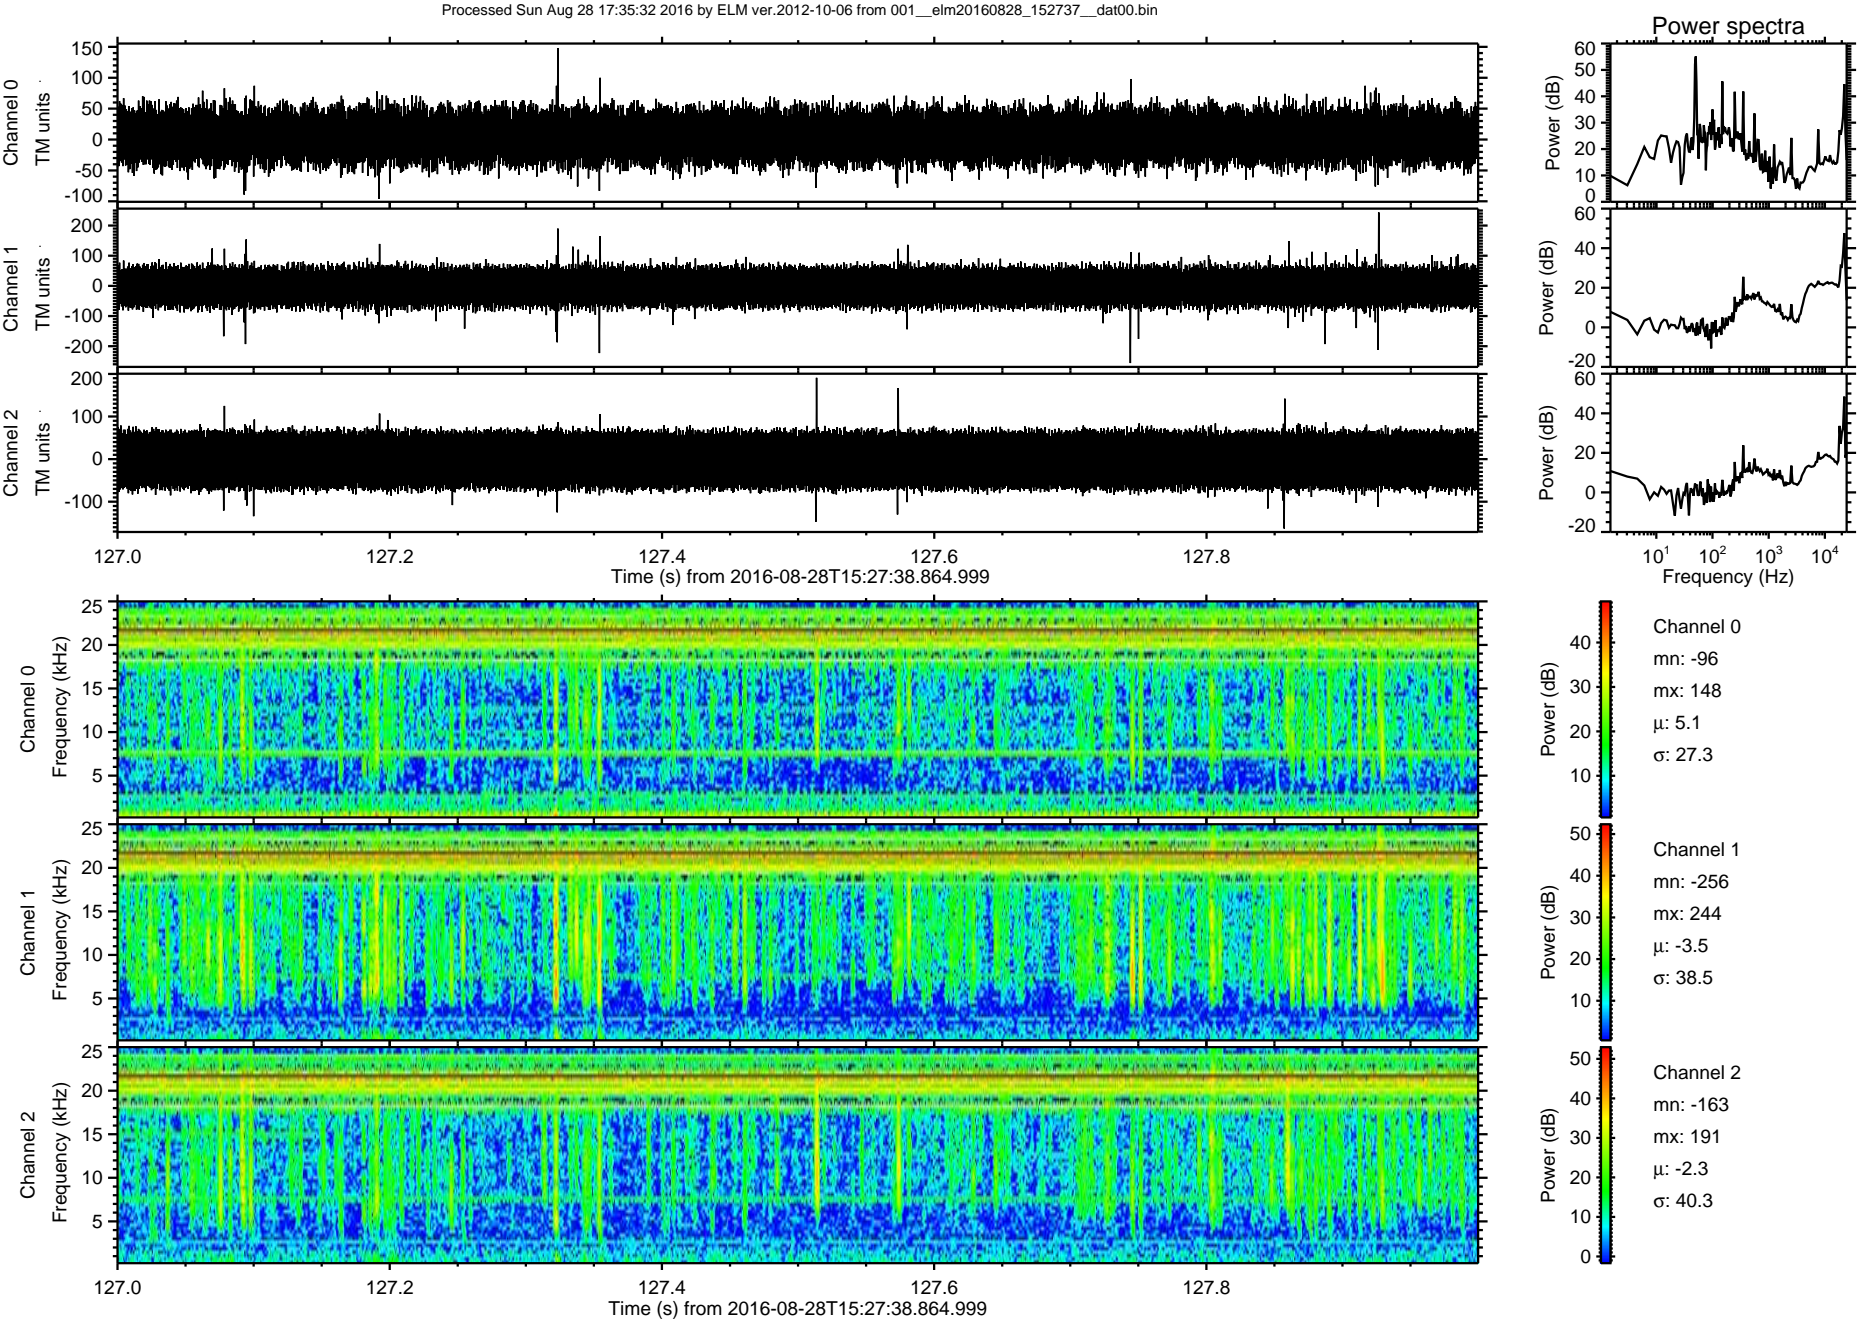 Processed Sun Aug 28 17:35:32 2016 by ELM ver.2012-10-06 from 001__elm20160828_152737__dat00.bin
Power spectra
Channel 0
TM units
150
100
50
0
-50
-100
Power (dB)
60
50
40
30
20
10
0
Channel 1
TM units
200
100
0
-100
-200
Power (dB)
60
40
20
0
-20
Channel 2
TM units
200
100
0
-100
Power (dB)
60
40
20
0
-20
127.0 127.2 127.4 127.6 127.8
Time (s) from 2016-08-28T15:27:38.864.999
10¹ 10² 10³ 10⁴
Frequency (Hz)
Channel 0
Frequency (kHz)
25
20
15
10
5
Power (dB)
40
30
20
10
Channel 0
mn: -96
mx: 148
μ: 5.1
σ: 27.3
Channel 1
Frequency (kHz)
25
20
15
10
5
Power (dB)
50
40
30
20
10
Channel 1
mn: -256
mx: 244
μ: -3.5
σ: 38.5
Channel 2
Frequency (kHz)
25
20
15
10
5
Power (dB)
50
40
30
20
10
0
Channel 2
mn: -163
mx: 191
μ: -2.3
σ: 40.3
127.0 127.2 127.4 127.6 127.8
Time (s) from 2016-08-28T15:27:38.864.999